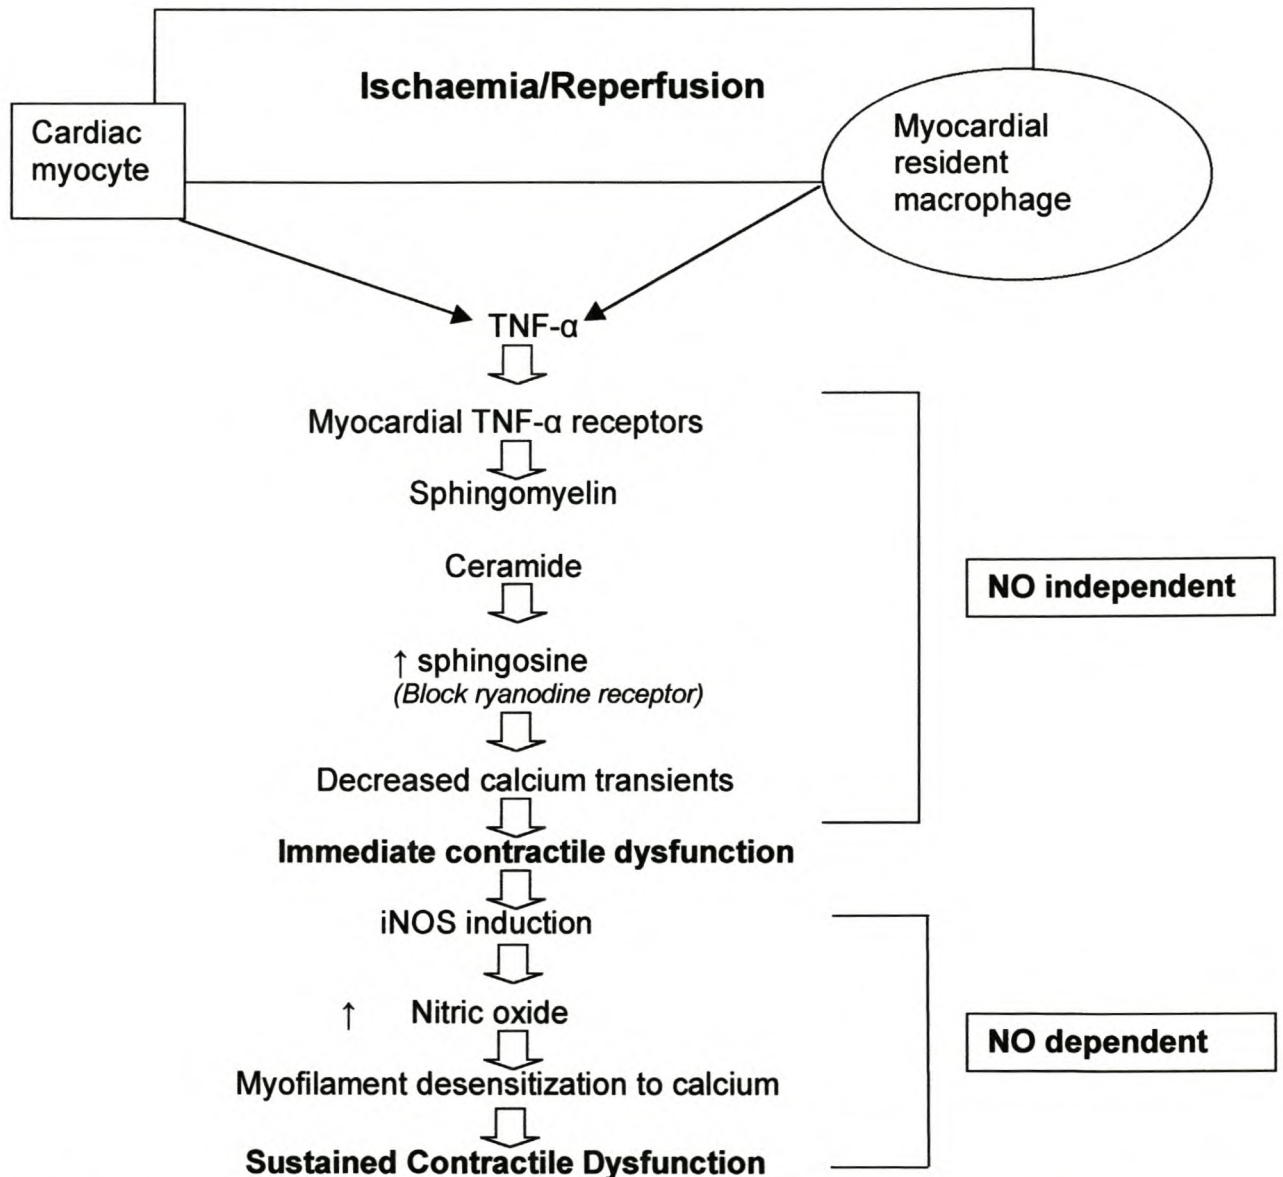 Ischaemia/Reperfusion
Cardiac
myocyte
Myocardial
resident
macrophage
TNF-α
Myocardial TNF-α receptors
Sphingomyelin
Ceramide
↑ sphingosine
(Block ryanodine receptor)
Decreased calcium transients
Immediate contractile dysfunction
NO independent
iNOS induction
↑ Nitric oxide
Myofilament desensitization to calcium
Sustained Contractile Dysfunction
NO dependent